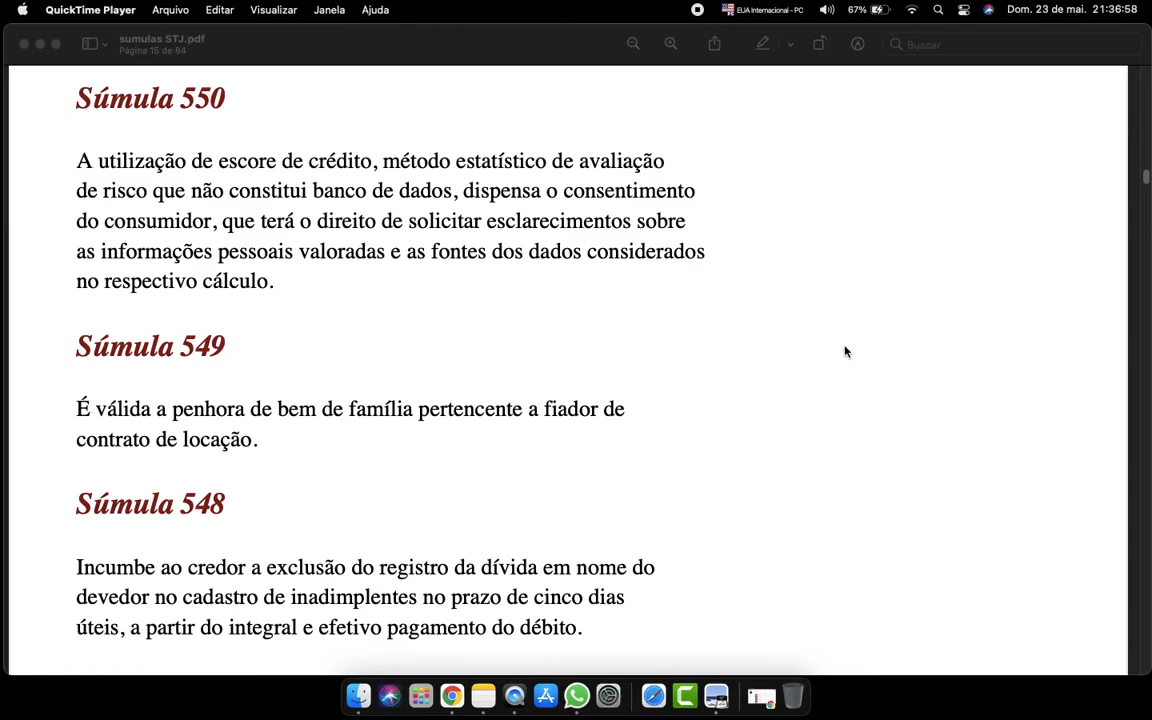 QuickTime Player Arquivo Editar Visualizar Janela Ajuda EUA Internacional - PC 67% Dom. 23 de mai. 21:36:58
sumulas STJ.pdf
Página 15 de 84
Buscar
Súmula 550
A utilização de escore de crédito, método estatístico de avaliação
de risco que não constitui banco de dados, dispensa o consentimento
do consumidor, que terá o direito de solicitar esclarecimentos sobre
as informações pessoais valoradas e as fontes dos dados considerados
no respectivo cálculo.
Súmula 549
É válida a penhora de bem de família pertencente a fiador de
contrato de locação.
Súmula 548
Incumbe ao credor a exclusão do registro da dívida em nome do
devedor no cadastro de inadimplentes no prazo de cinco dias
úteis, a partir do integral e efetivo pagamento do débito.